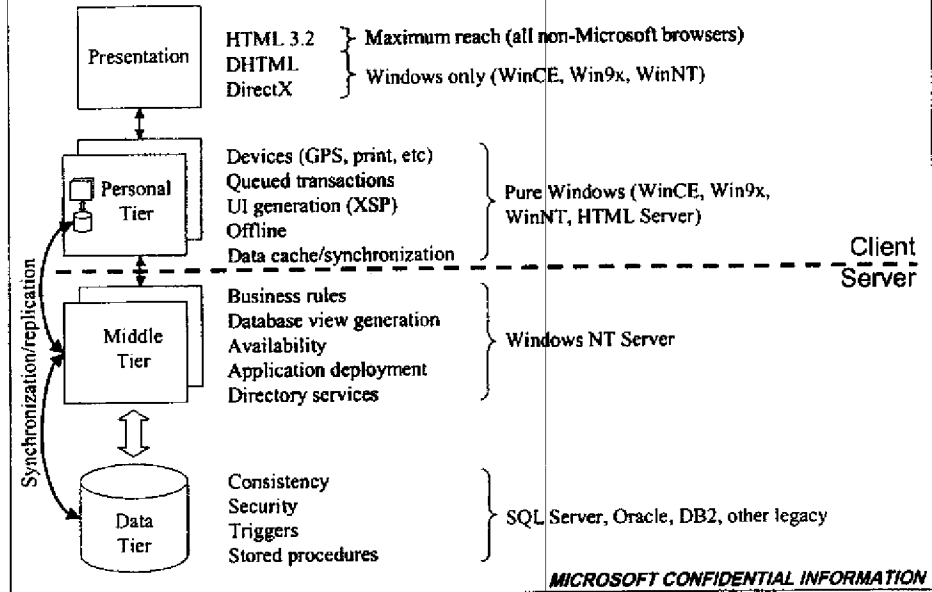 Presentation
HTML 3.2
DHTML
DirectX
Maximum reach (all non-Microsoft browsers)
Windows only (WinCE, Win9x, WinNT)
Personal
Tier
Devices (GPS, print, etc)
Queued transactions
UI generation (XSP)
Offline
Data cache/synchronization
Pure Windows (WinCE, Win9x,
WinNT, HTML Server)
Client
Server
Synchronization/replication
Middle
Tier
Business rules
Database view generation
Availability
Application deployment
Directory services
Windows NT Server
Data
Tier
Consistency
Security
Triggers
Stored procedures
SQL Server, Oracle, DB2, other legacy
MICROSOFT CONFIDENTIAL INFORMATION